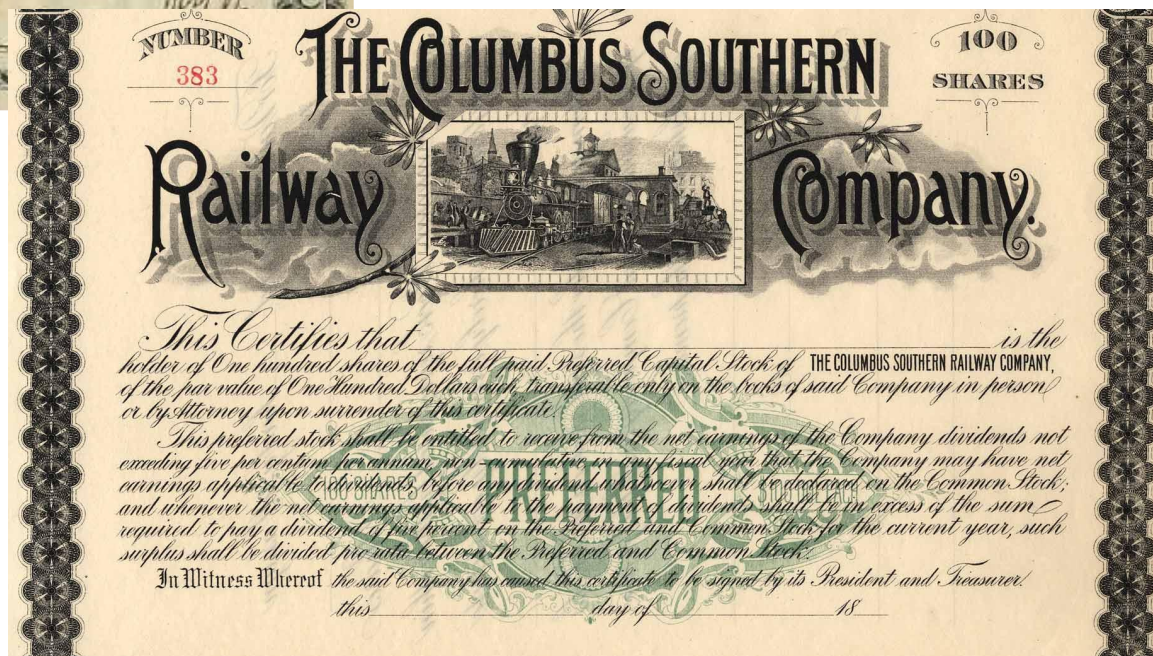 NUMBER
383
THE COLUMBUS SOUTHERN
100
SHARES
Railway Company.
This Certifies that is the
holder of One hundred shares of the full paid Preferred Capital Stock of THE COLUMBUS SOUTHERN RAILWAY COMPANY,
of the par value of One Hundred Dollars each, transferable only on the books of said Company in person
or by Attorney upon surrender of this certificate.
This preferred stock shall be entitled to receive from the net earnings of the Company dividends not
exceeding five per centum per annum, non-cumulative in any fiscal year that the Company may have net
earnings applicable to dividends, before any dividend whatsoever shall be declared on the Common Stock;
and whenever the net earnings applicable to the payment of dividends shall be in excess of the sum
required to pay a dividend of five percent on the Preferred and Common Stock for the current year, such
surplus shall be divided pro rata between the Preferred and Common Stock.
100 SHARES PREFERRED $100 EACH
In Witness Whereof the said Company has caused this certificate to be signed by its President and Treasurer
this day of 18